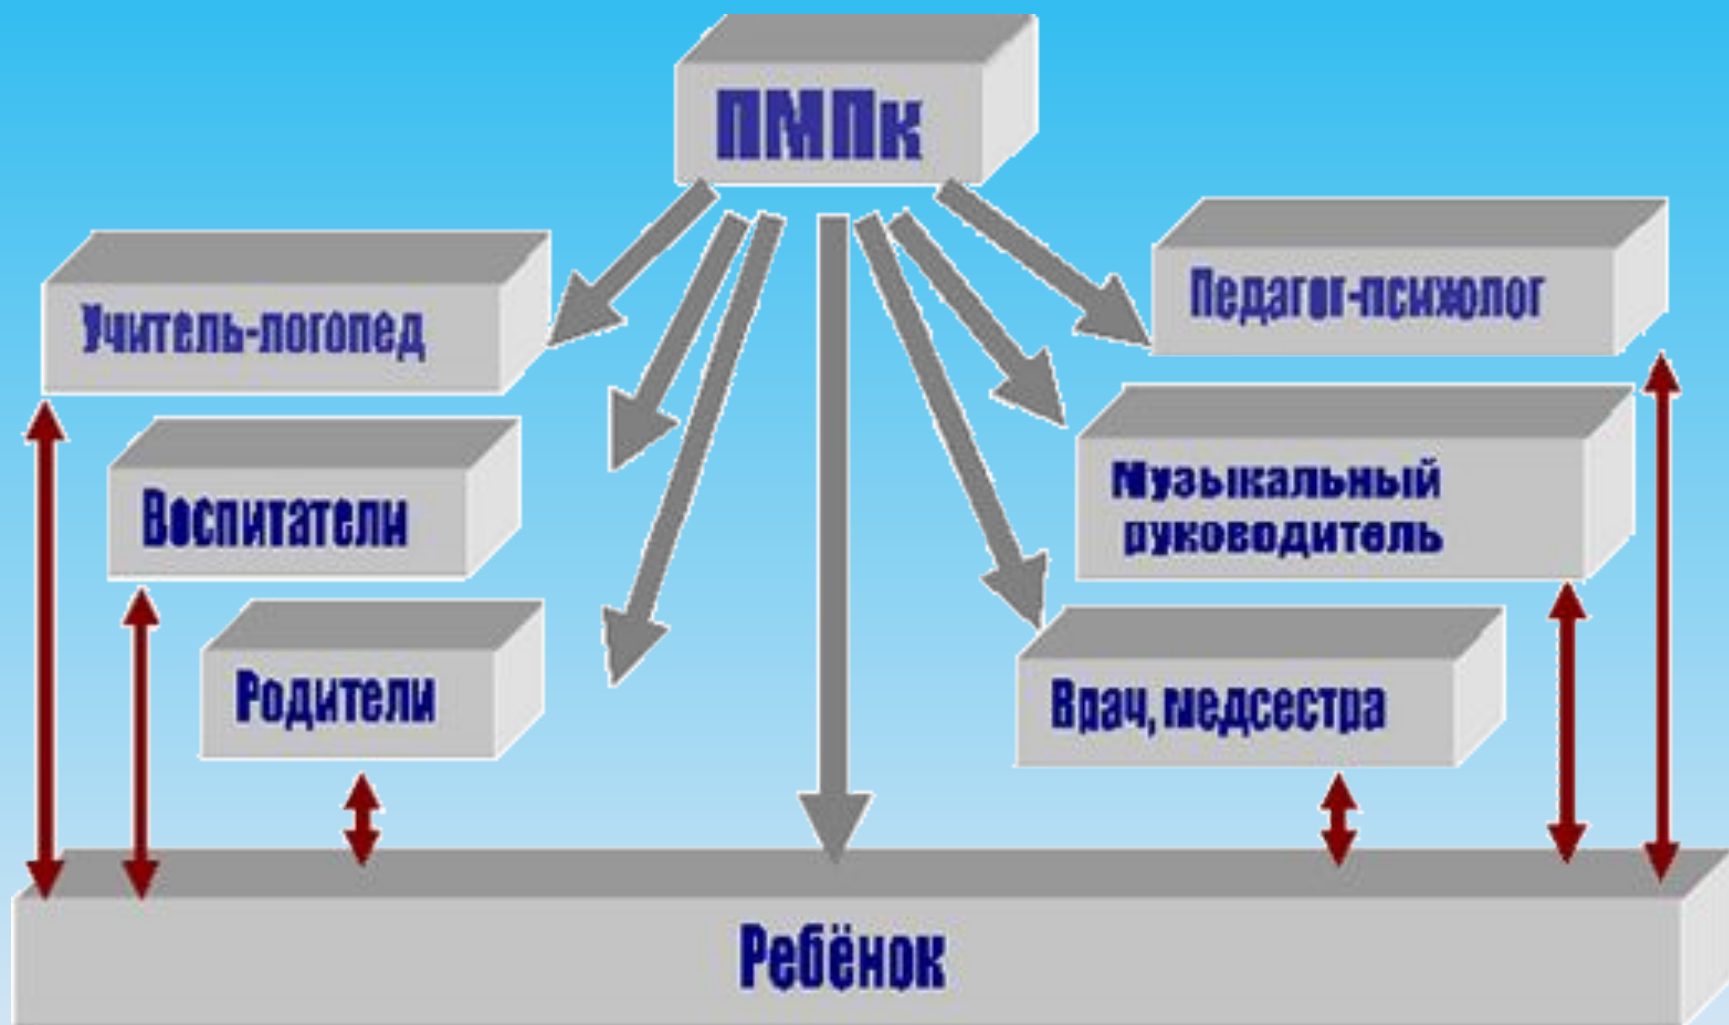 ПМПк
Учитель-логопед
Педагог-психолог
Воспитатели
Музыкальный
руководитель
Родители
Врач, медсестра
Ребёнок